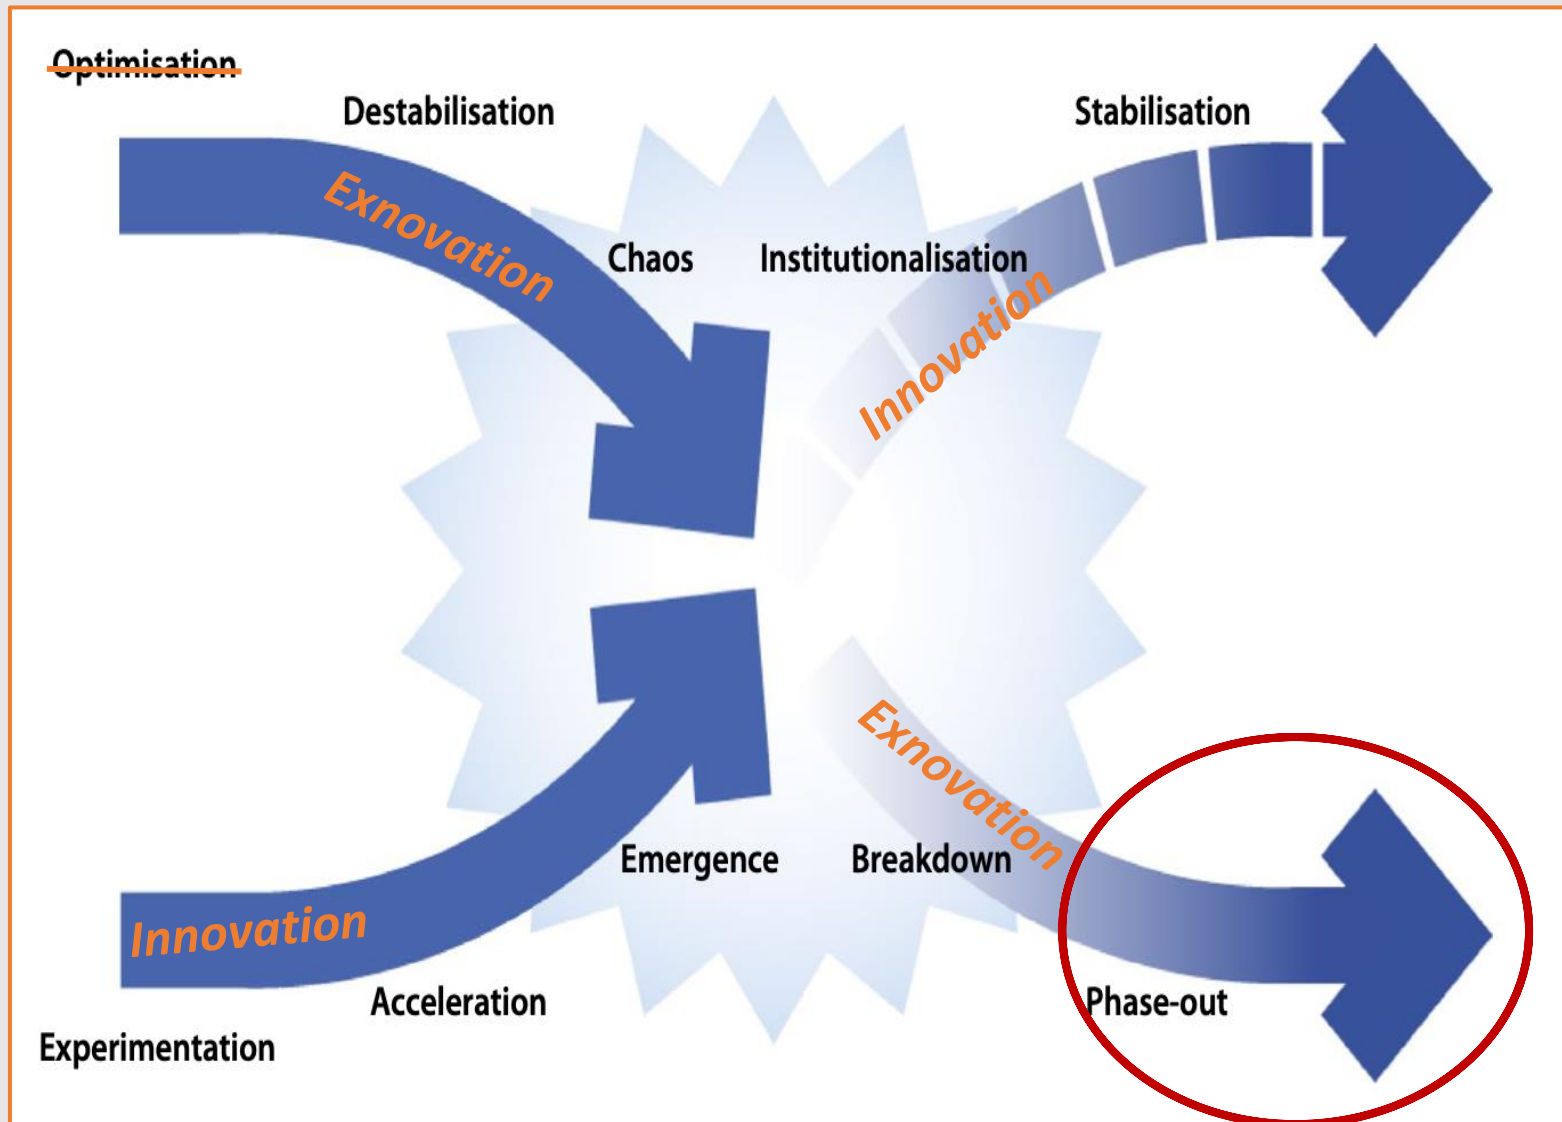 Optimisation
Destabilisation
Stabilisation
Exnovation
Chaos
Institutionalisation
Innovation
Exnovation
Emergence
Breakdown
Innovation
Acceleration
Phase-out
Experimentation